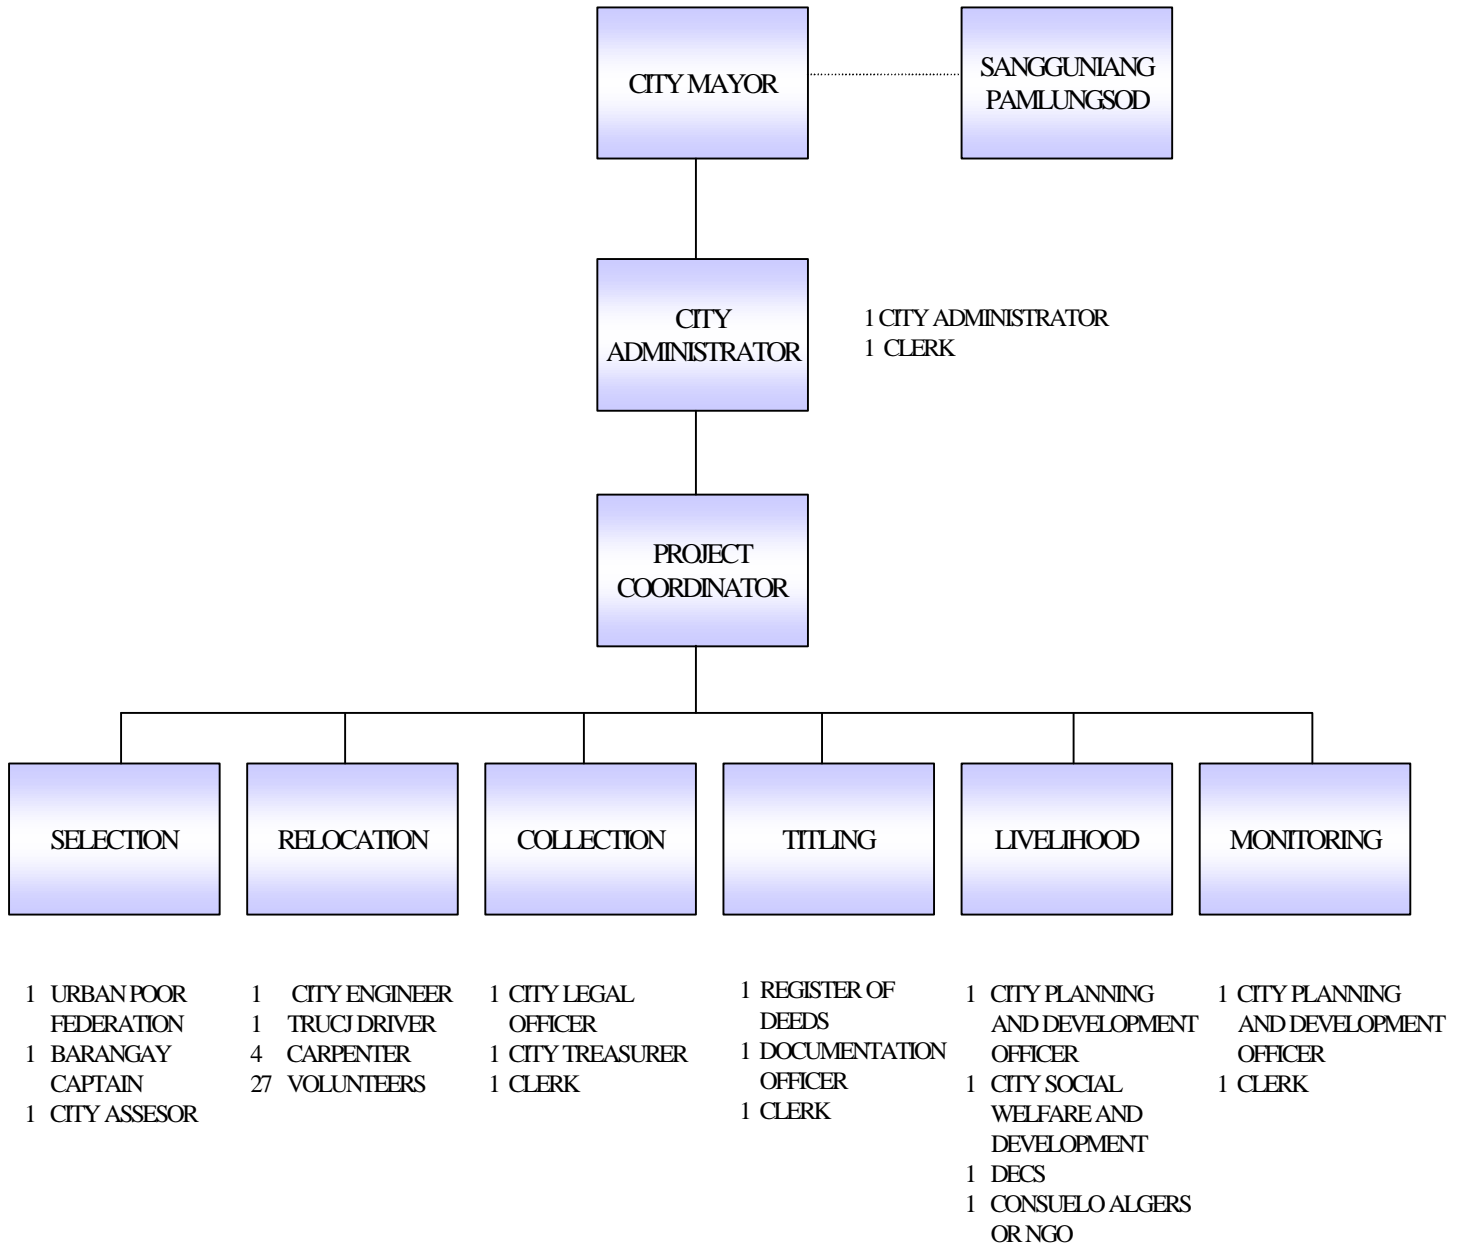 CITY MAYOR
SANGGUNIANG
PAMLUNGSOD
CITY
ADMINISTRATOR
1 CITY ADMINISTRATOR
1 CLERK
PROJECT
COORDINATOR
SELECTION
RELOCATION
COLLECTION
TITLING
LIVELIHOOD
MONITORING
1 URBAN POOR
FEDERATION
1 BARANGAY
CAPTAIN
1 CITY ASSESOR
1 CITY ENGINEER
1 TRUCJ DRIVER
4 CARPENTER
27 VOLUNTEERS
1 CITY LEGAL
OFFICER
1 CITY TREASURER
1 CLERK
1 REGISTER OF
DEEDS
1 DOCUMENTATION
OFFICER
1 CLERK
1 CITY PLANNING
AND DEVELOPMENT
OFFICER
1 CITY SOCIAL
WELFARE AND
DEVELOPMENT
1 DECS
1 CONSUELO ALGERS
OR NGO
1 CITY PLANNING
AND DEVELOPMENT
OFFICER
1 CLERK